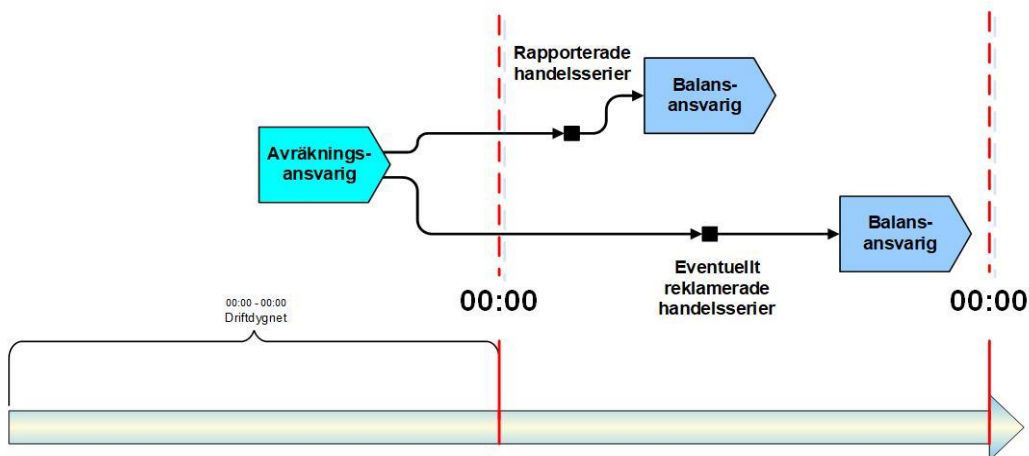 Rapporterade
handelsserier
Balans-
ansvarig
Avräknings-
ansvarig
Balans-
ansvarig
Eventuellt
reklamerade
handelsserier
00:00 - 00:00
Driftdygnet
00:00
00:00